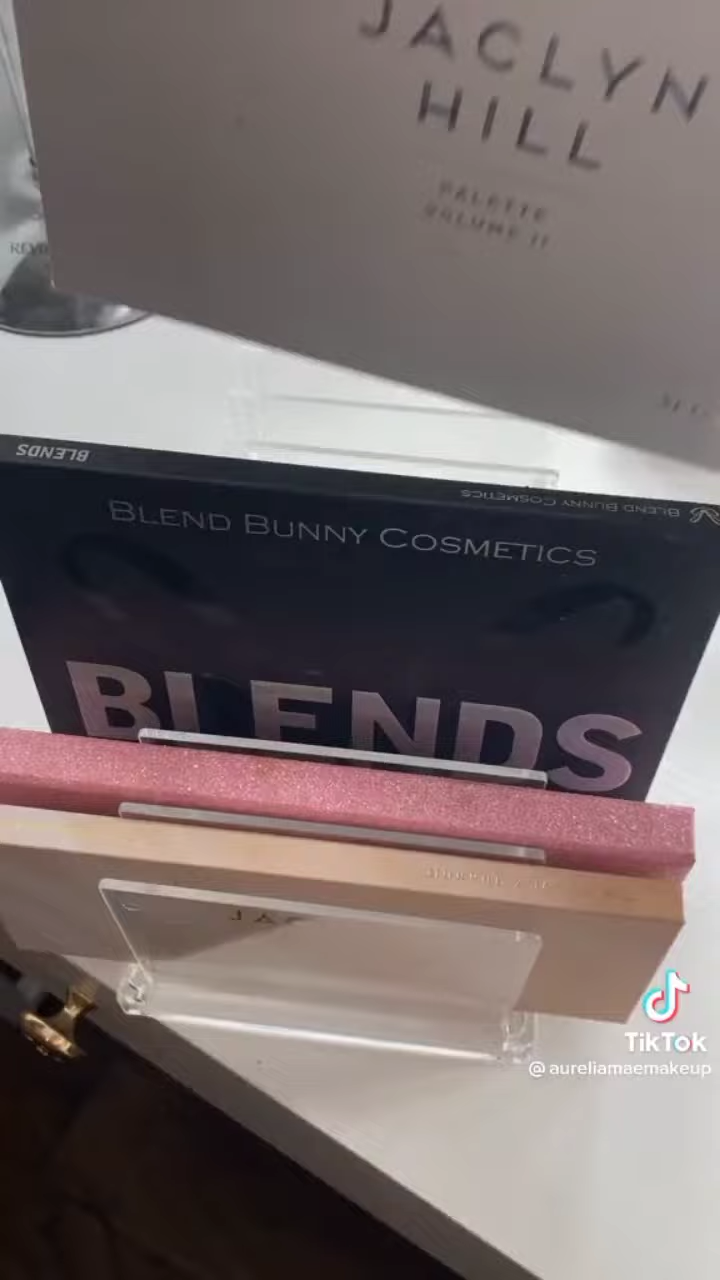 JACLYN
HILL
PALETTE
VOLUME II
BLENDS
BLEND BUNNY COSMETICS
BLEND BUNNY COSMETICS
BLENDS
TikTok
@aureliamaemakeup